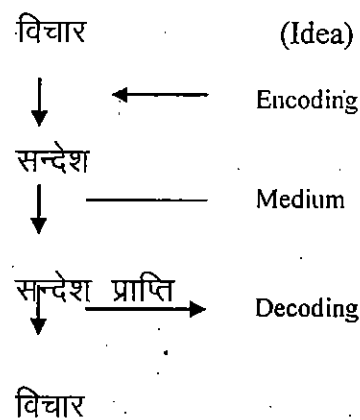 विचार (Idea)
Encoding
सन्देश
Medium
सन्देश प्राप्ति Decoding
विचार